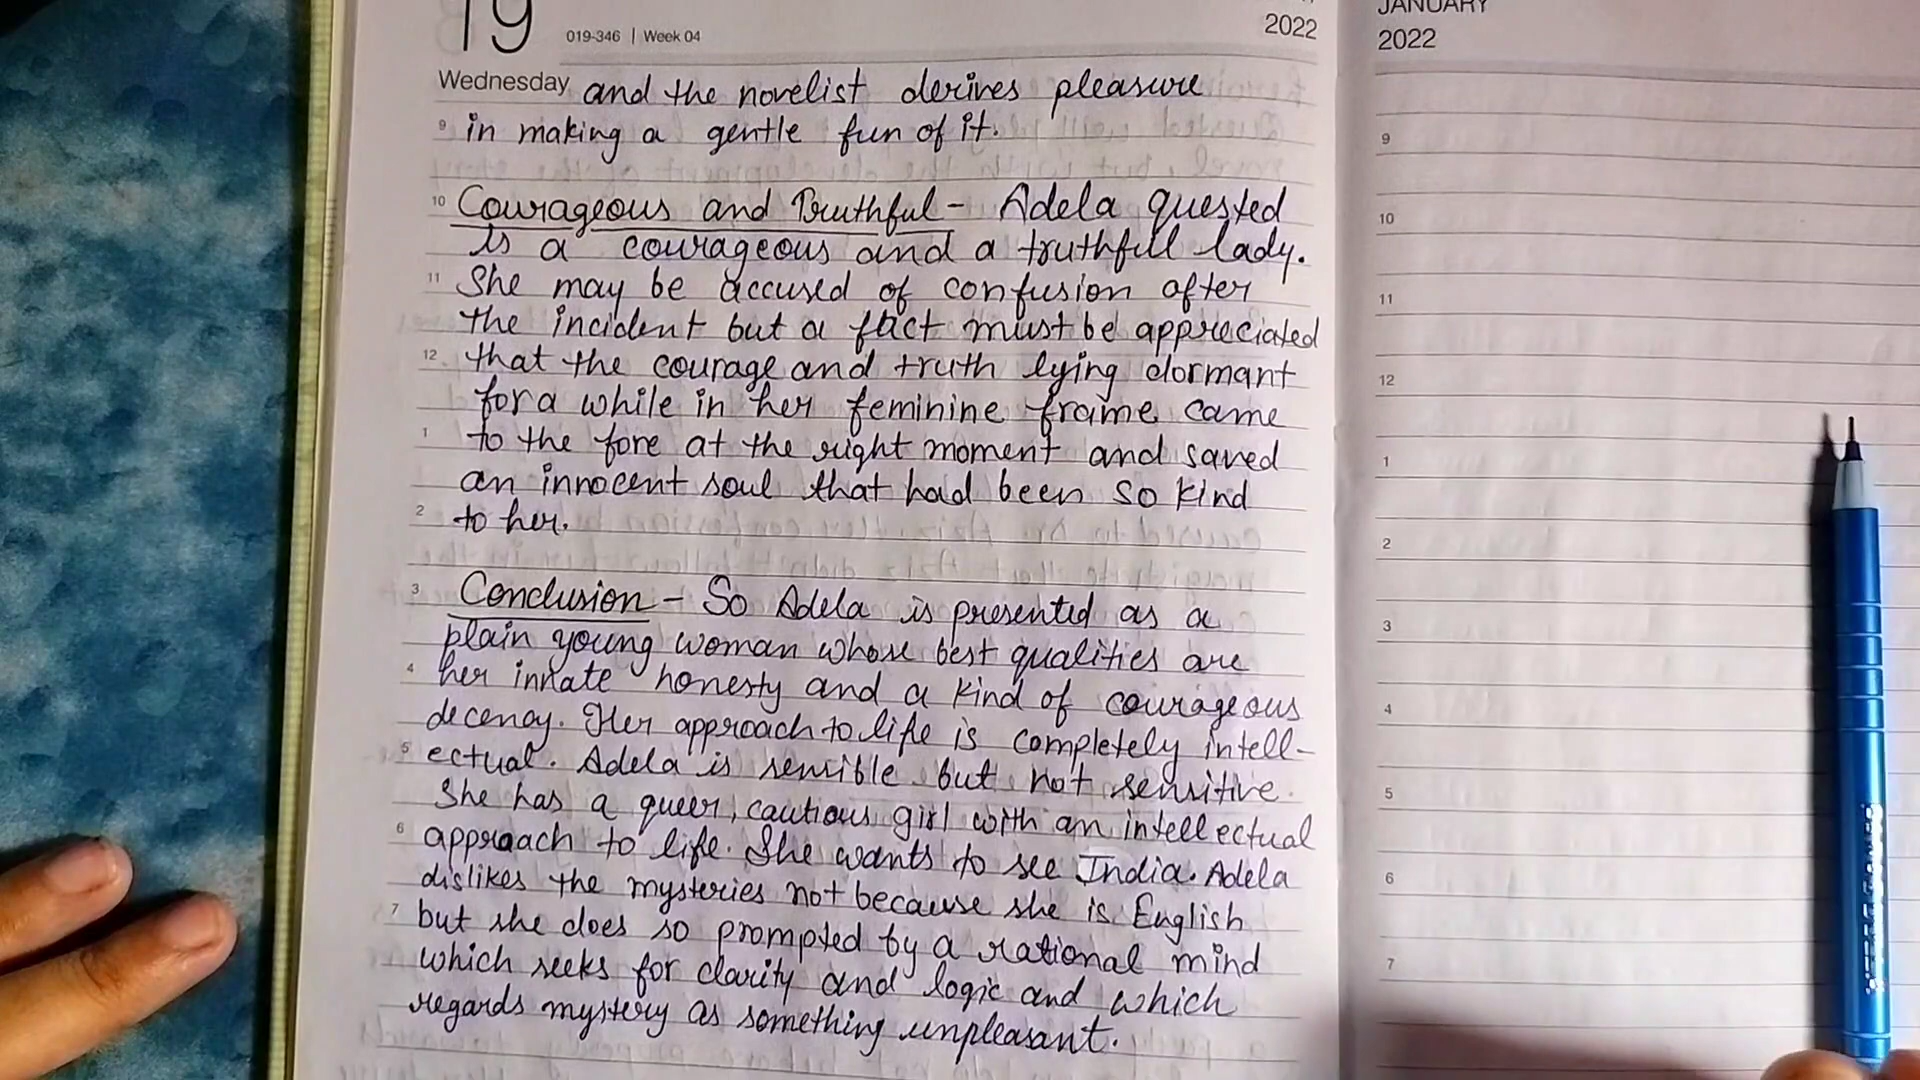 19
019-346 | Week 04
2022
Wednesday and the novelist derives pleasure
9 in making a gentle fun of it.
10 Courageous and Truthful - Adela quested
is a courageous and a truthfull lady.
11 She may be accused of confusion after
the incident but a fact must be appreciated
12 that the courage and truth lying dormant
for a while in her feminine frame came
1 to the fore at the right moment and saved
an innocent soul that had been so kind
2 to her.
3 Conclusion - So Adela is presented as a
plain young woman whose best qualities are
4 her innate honesty and a kind of courageous
decency. Her approach to life is completely intell-
5 ectual. Adela is sensible but not sensitive.
She has a queer, cautious girl with an intellectual
6 approach to life. She wants to see India. Adela
dislikes the mysteries not because she is English
7 but she does so prompted by a rational mind
which seeks for clarity and logic and which
regards mystery as something unpleasant.
JANUARY
2022
9
10
11
12
1
2
3
4
5
6
7